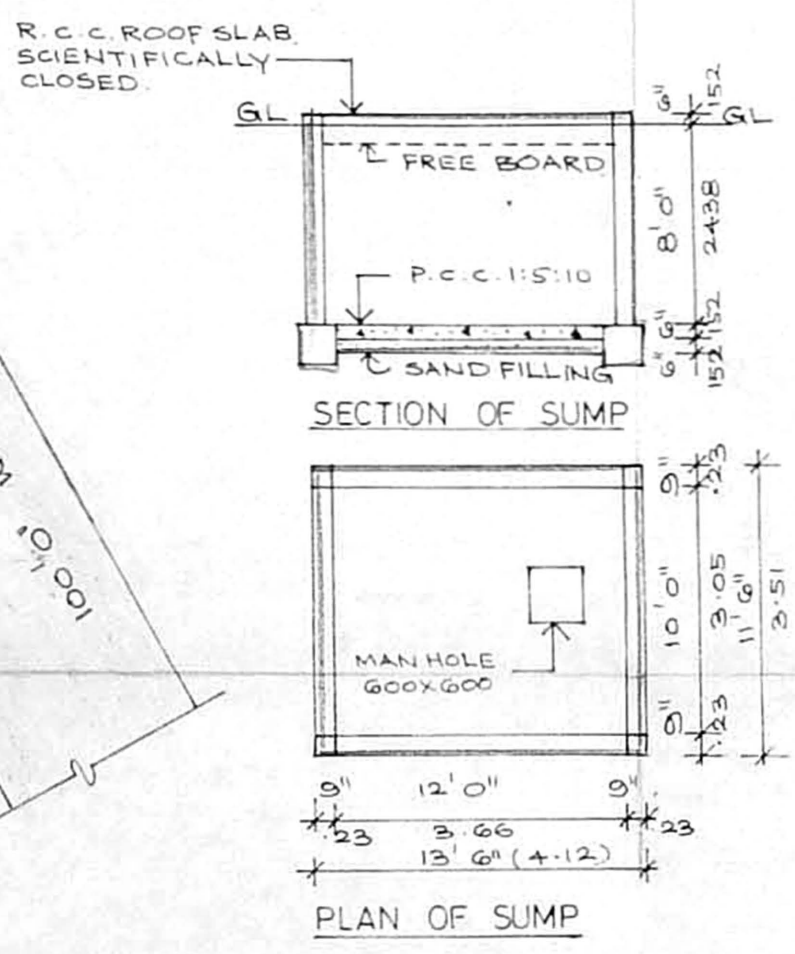 R.C.C. ROOF SLAB.
SCIENTIFICALLY
CLOSED.
GL
GL
6"
152
FREE BOARD
8' 0"
2438
P.C.C. 1:5:10
6"
152
6"
152
SAND FILLING
SECTION OF SUMP
100' 0"
9"
.23
10' 0"
3.05
11' 6"
3.51
9"
.23
MAN HOLE
600X600
9" 12' 0" 9"
.23 3.66 .23
13' 6" (4.12)
PLAN OF SUMP